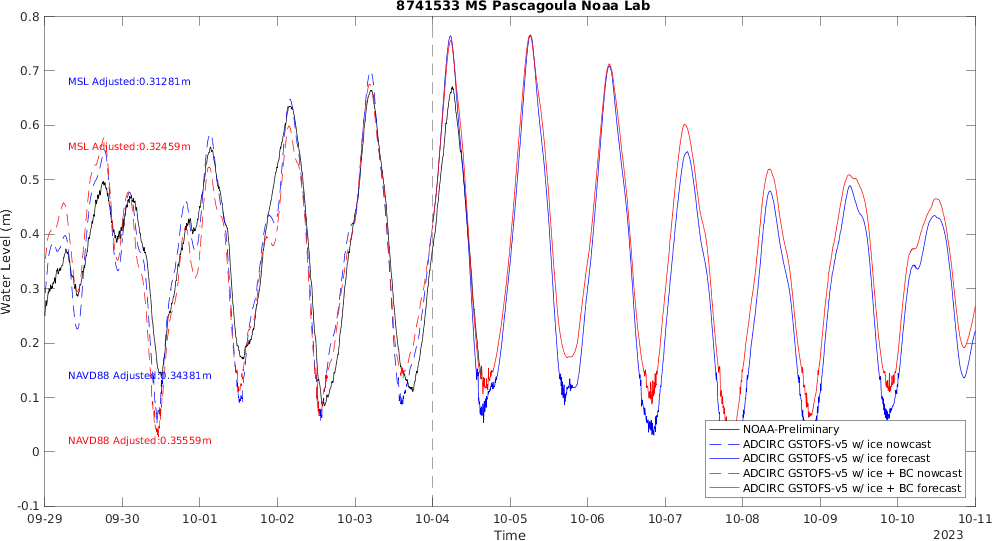 8741533 MS Pascagoula Noaa Lab
0.8
0.7
0.6
0.5
0.4
0.3
0.2
0.1
0
-0.1
Water Level (m)
MSL Adjusted:0.31281m
MSL Adjusted:0.32459m
NAVD88 Adjusted:0.34381m
NAVD88 Adjusted:0.35559m
NOAA-Preliminary
ADCIRC GSTOFS-v5 w/ ice nowcast
ADCIRC GSTOFS-v5 w/ ice forecast
ADCIRC GSTOFS-v5 w/ ice + BC nowcast
ADCIRC GSTOFS-v5 w/ ice + BC forecast
09-29 09-30 10-01 10-02 10-03 10-04 10-05 10-06 10-07 10-08 10-09 10-10 10-11
Time
2023